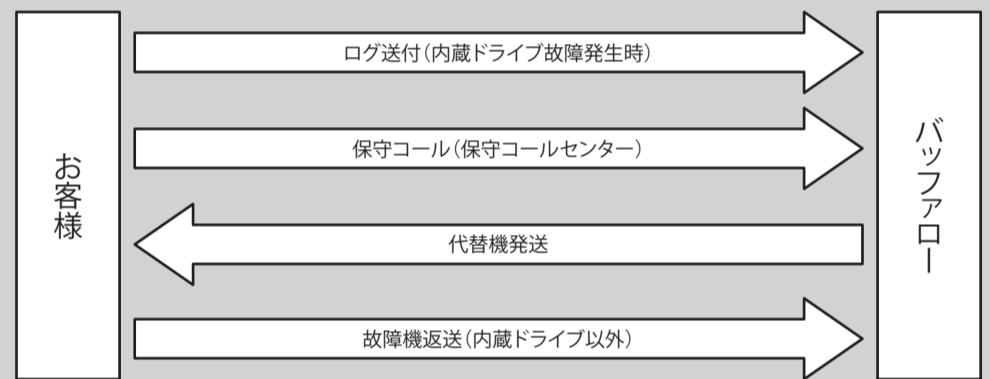 お客様
ログ送付（内蔵ドライブ故障発生時）
保守コール（保守コールセンター）
代替機発送
故障機返送（内蔵ドライブ以外）
バッファロー